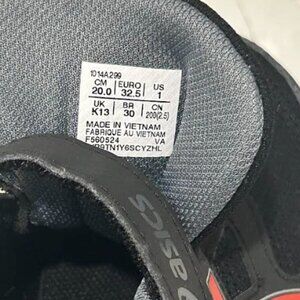 1014A299
CM EURO US
20.0 32.5 1
UK BR CN
K13 30 200(2.5)
MADE IN VIETNAM
FABRIQUE AU VIETNAM
F560524 VA
asics